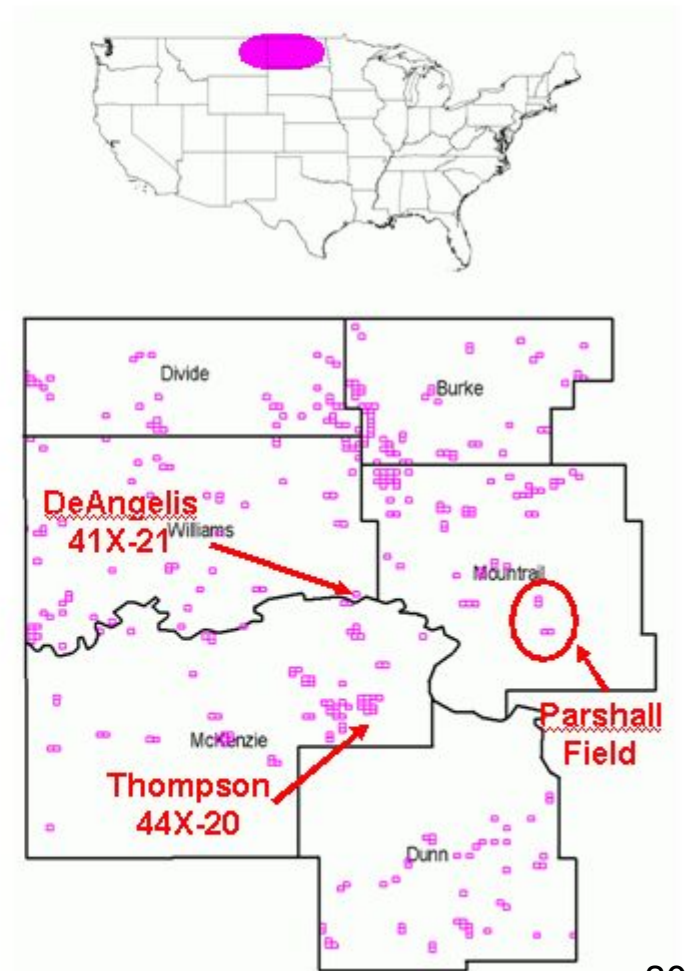 Divide
Burke
DeAngelis
41X-21
Williams
Mountrail
Parshall
Field
McKenzie
Thompson
44X-20
Dunn